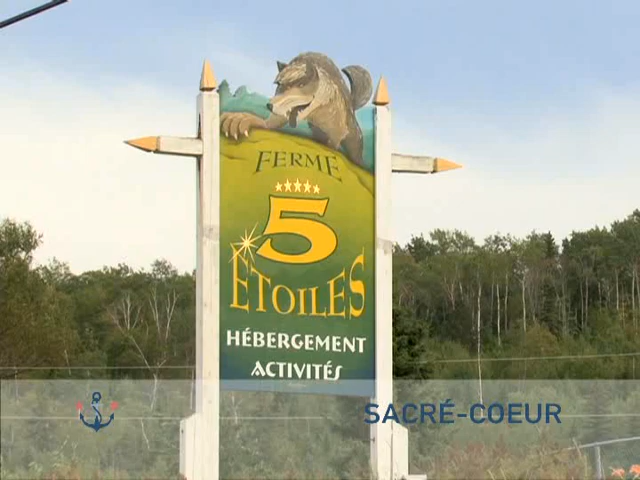 FERME
5
ÉTOILES
HÉBERGEMENT
ACTIVITÉS
SACRÉ-COEUR